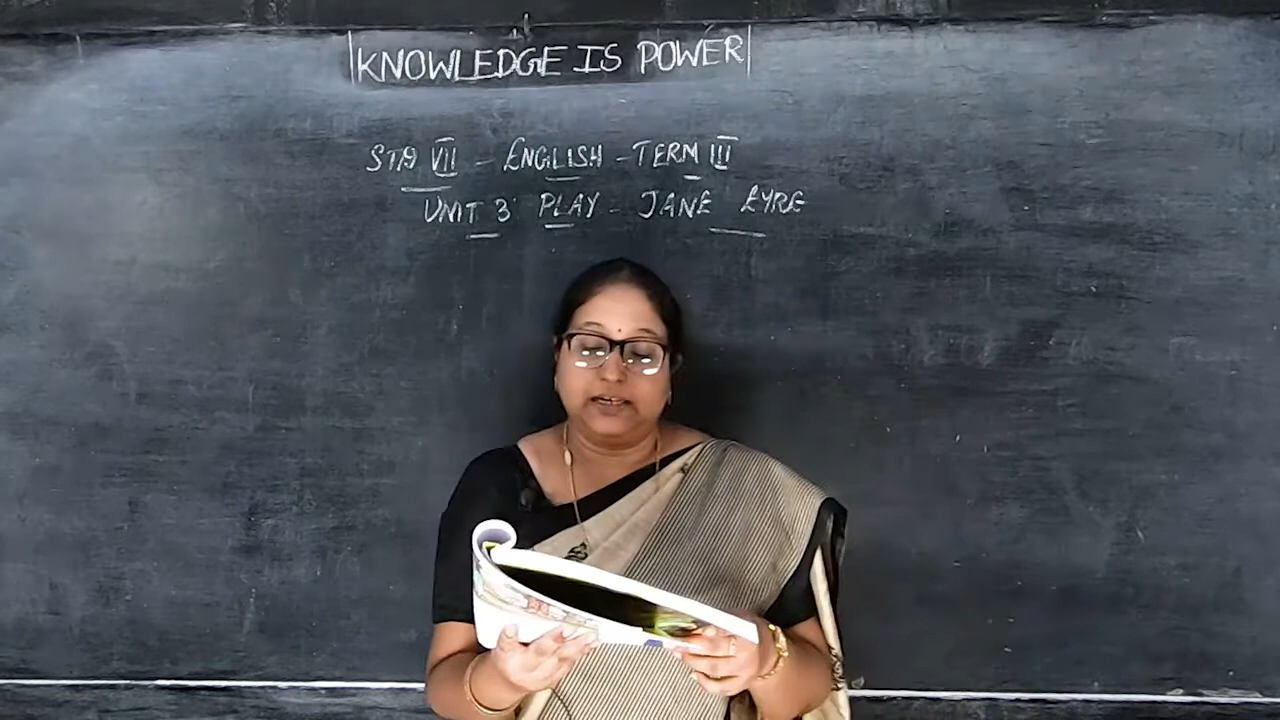 KNOWLEDGE IS POWER
STD VII - ENGLISH - TERM III
UNIT 3 PLAY - JANE EYRE